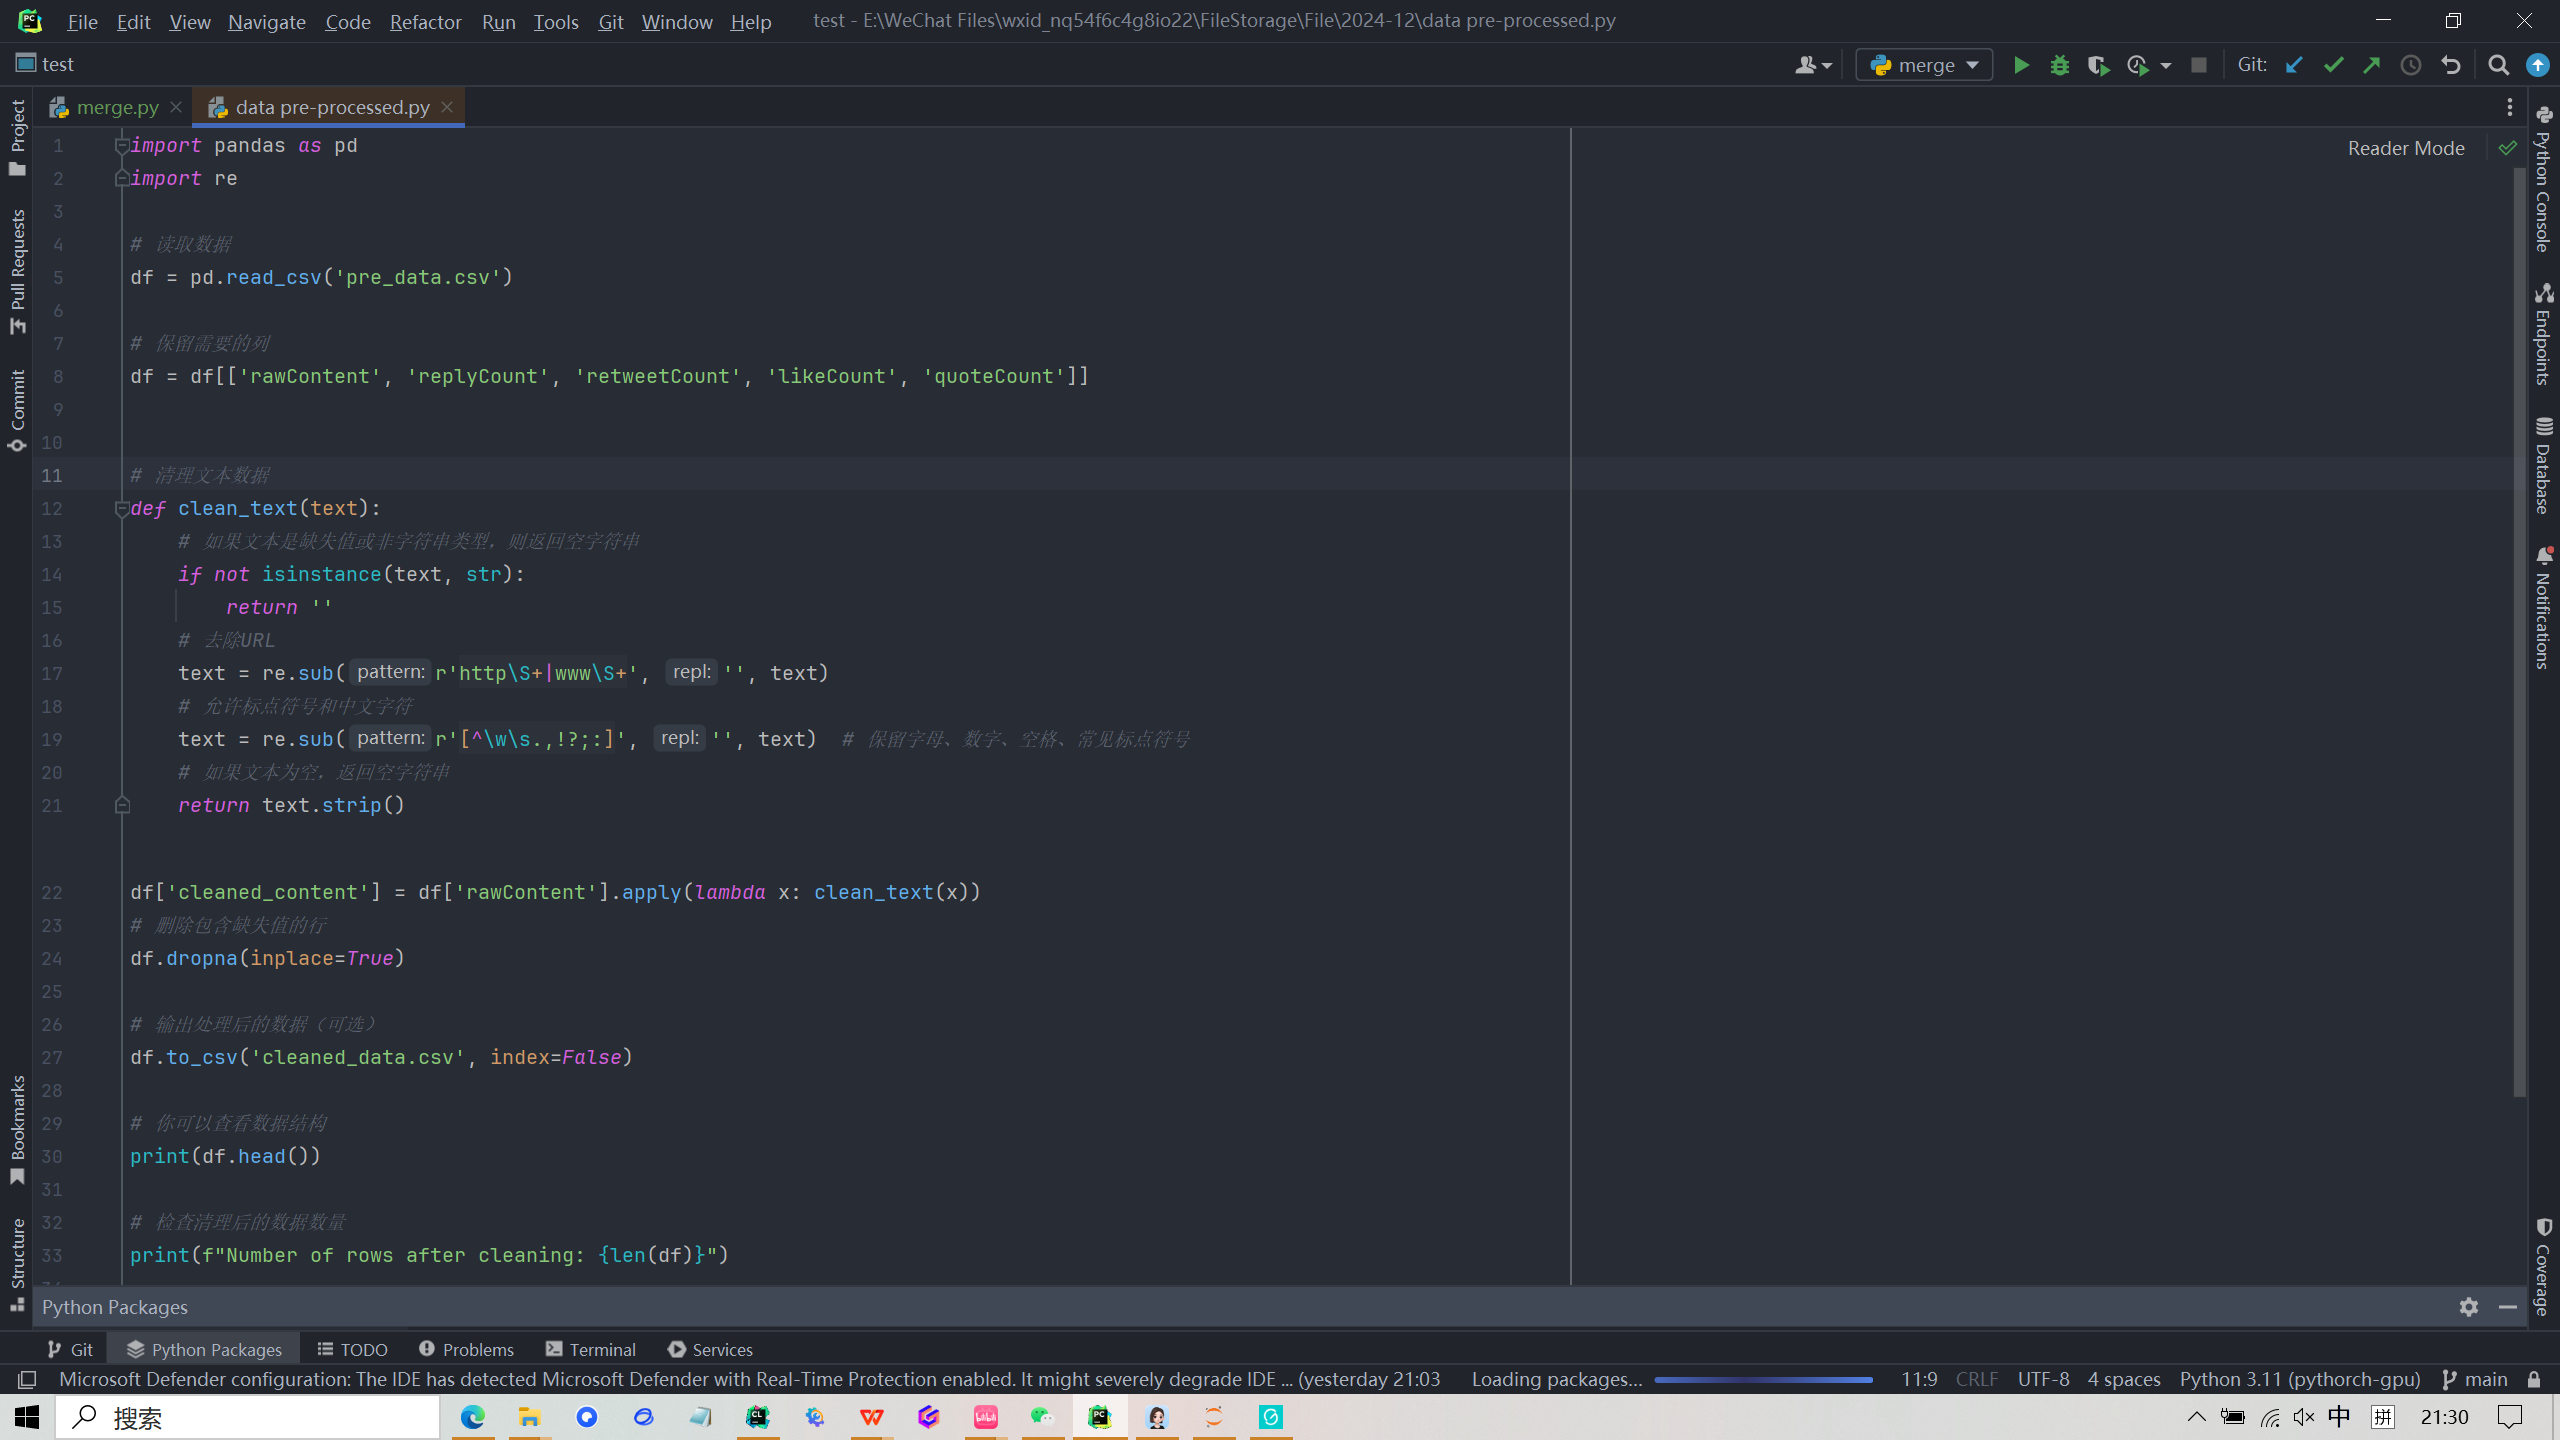 File Edit View Navigate Code Refactor Run Tools Git Window Help test - E:\WeChat Files\wxid_nq54f6c4g8io22\FileStorage\File\2024-12\data pre-processed.py
test merge Git:
merge.py data pre-processed.py
Reader Mode
1 import pandas as pd
2 import re
3
4 # 读取数据
5 df = pd.read_csv('pre_data.csv')
6
7 # 保留需要的列
8 df = df[['rawContent', 'replyCount', 'retweetCount', 'likeCount', 'quoteCount']]
9
10
11 # 清理文本数据
12 def clean_text(text):
13 # 如果文本是缺失值或非字符串类型，则返回空字符串
14 if not isinstance(text, str):
15 return ''
16 # 去除URL
17 text = re.sub( pattern: r'http\S+|www\S+', repl: '', text)
18 # 允许标点符号和中文字符
19 text = re.sub( pattern: r'[^\w\s.,!?;:]', repl: '', text) # 保留字母、数字、空格、常见标点符号
20 # 如果文本为空，返回空字符串
21 return text.strip()
22 df['cleaned_content'] = df['rawContent'].apply(lambda x: clean_text(x))
23 # 删除包含缺失值的行
24 df.dropna(inplace=True)
25
26 # 输出处理后的数据（可选）
27 df.to_csv('cleaned_data.csv', index=False)
28
29 # 你可以查看数据结构
30 print(df.head())
31
32 # 检查清理后的数据数量
33 print(f"Number of rows after cleaning: {len(df)}")
Project
Pull Requests
Commit
Bookmarks
Structure
Python Console
Endpoints
Database
Notifications
Coverage
Python Packages
Git Python Packages TODO Problems Terminal Services
Microsoft Defender configuration: The IDE has detected Microsoft Defender with Real-Time Protection enabled. It might severely degrade IDE ... (yesterday 21:03 Loading packages... 11:9 CRLF UTF-8 4 spaces Python 3.11 (pythorch-gpu) main
搜索 中 拼 21:30